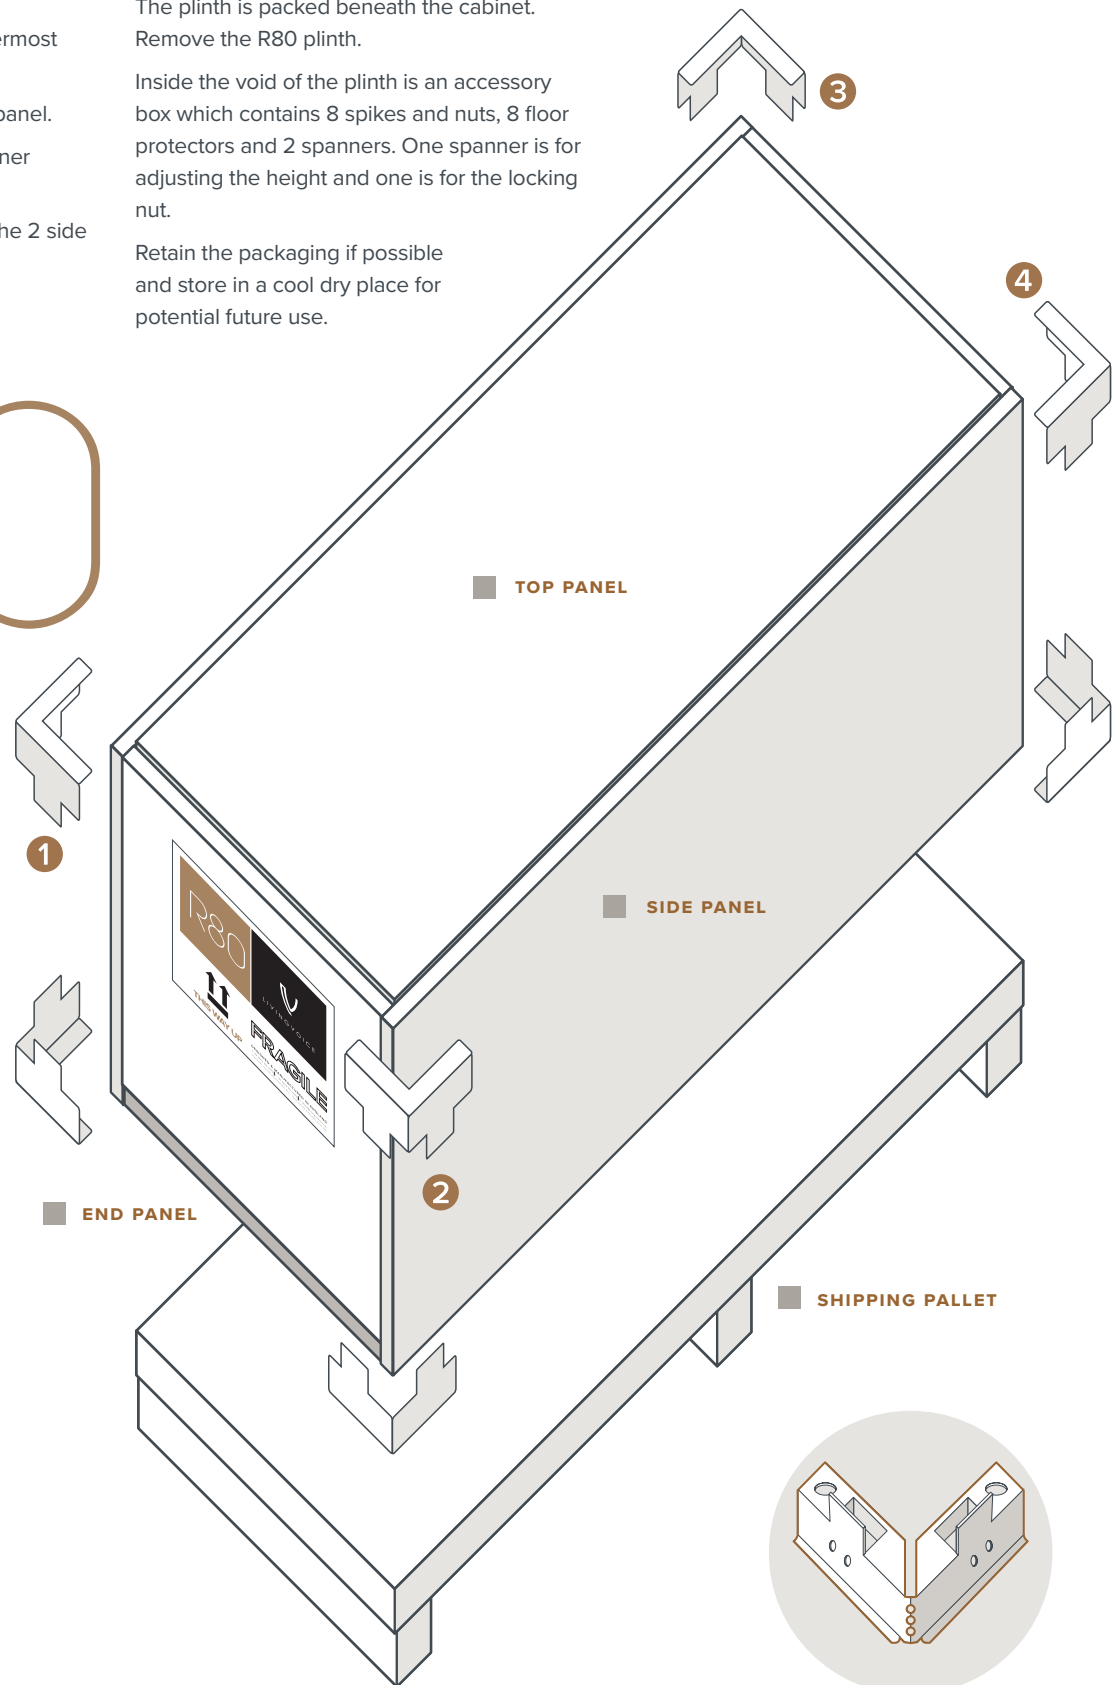 ermost
panel.
ner
he 2 side
The plinth is packed beneath the cabinet.
Remove the R80 plinth.
Inside the void of the plinth is an accessory
box which contains 8 spikes and nuts, 8 floor
protectors and 2 spanners. One spanner is for
adjusting the height and one is for the locking
nut.
Retain the packaging if possible
and store in a cool dry place for
potential future use.
3
4
TOP PANEL
1
SIDE PANEL
R80
LIVINGVOICE
THIS WAY UP
FRAGILE
2
END PANEL
SHIPPING PALLET